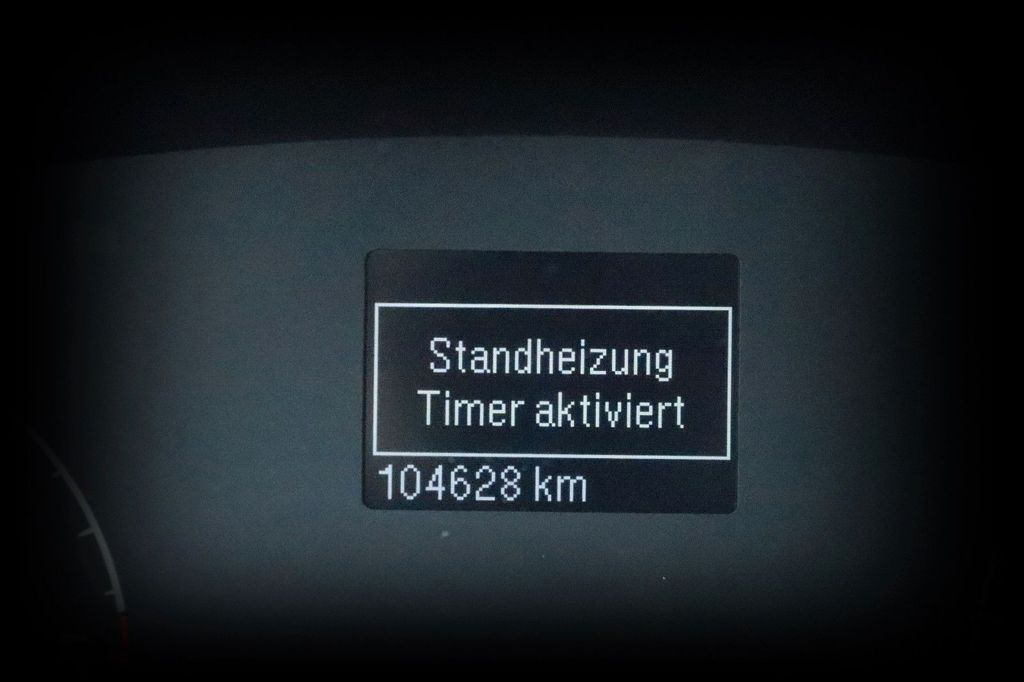 Standheizung
Timer aktiviert
104628 km